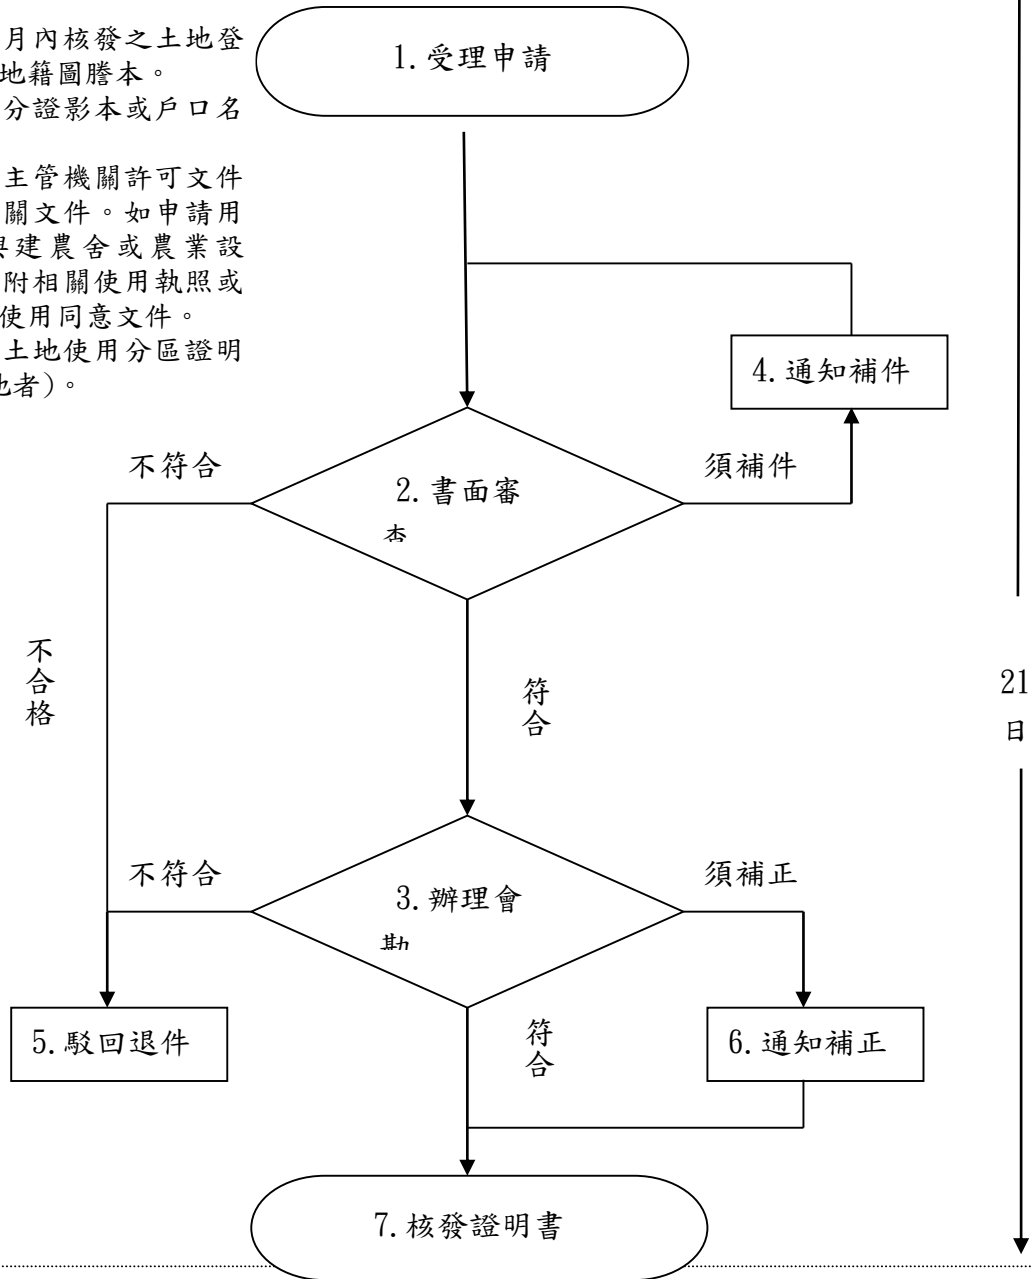 月內核發之土地登
地籍圖謄本。
分證影本或戶口名
主管機關許可文件
關文件。如申請用
建農舍或農業設
附相關使用執照或
使用同意文件。
土地使用分區證明
也者)。
1.受理申請
4.通知補件
不符合
須補件
2.書面審
查
不合格
符合
21
日
不符合
須補正
3.辦理會
勘
5.駁回退件
符合
6.通知補正
7.核發證明書